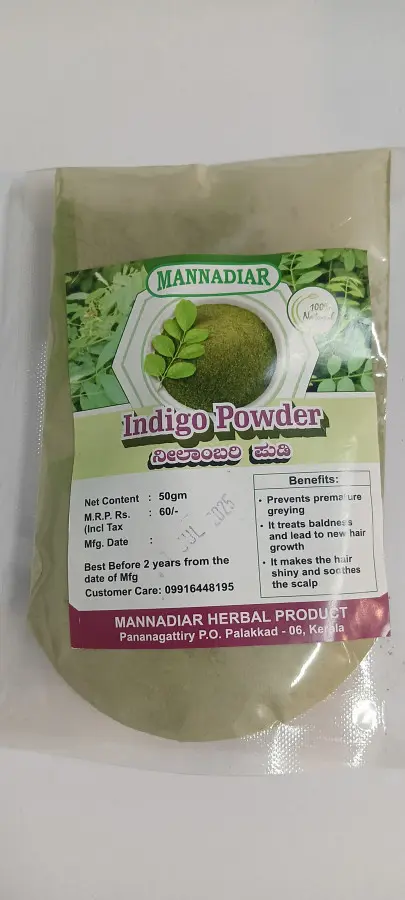 MANNADIAR
100%
Natural
Indigo Powder
ನೀಲಾಂಬರಿ ಪುಡಿ
Net Content : 50gm
M.R.P. Rs. : 60/-
(Incl Tax
Mfg. Date :
JUL 2025
Best Before 2 years from the
date of Mfg
Customer Care: 09916448195
Benefits:
• Prevents premature
greying
• It treats baldness
and lead to new hair
growth
• It makes the hair
shiny and soothes
the scalp
MANNADIAR HERBAL PRODUCT
Pananagattiry P.O. Palakkad - 06, Kerala